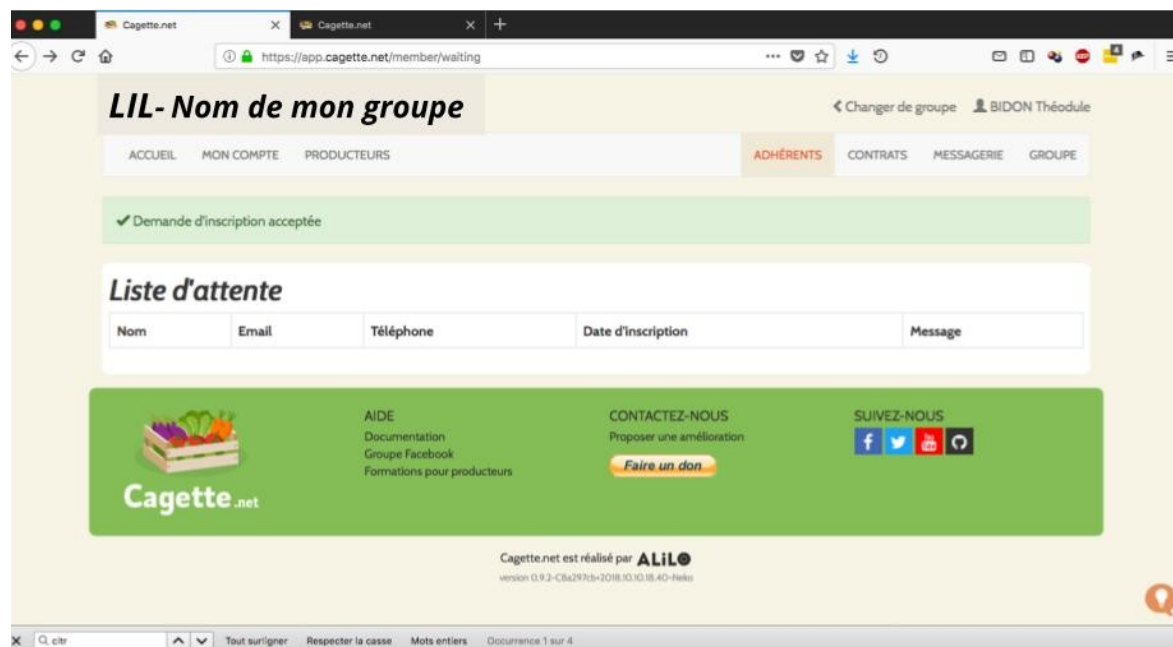 Cagette.net
Cagette.net
https://app.cagette.net/member/waiting
4
LIL- Nom de mon groupe
Changer de groupe
BIDON Théodule
ACCUEIL MON COMPTE PRODUCTEURS
ADHÉRENTS CONTRATS MESSAGERIE GROUPE
Demande d'inscription acceptée
Liste d'attente
Nom Email Téléphone Date d'inscription Message
AIDE
Documentation
Groupe Facebook
Formations pour producteurs
CONTACTEZ-NOUS
Proposer une amélioration
Faire un don
SUIVEZ-NOUS
Cagette.net
Cagette.net est réalisé par ALiLO
citr
Tout surligner Respecter la casse Mots entiers Occurrence 1 sur 4